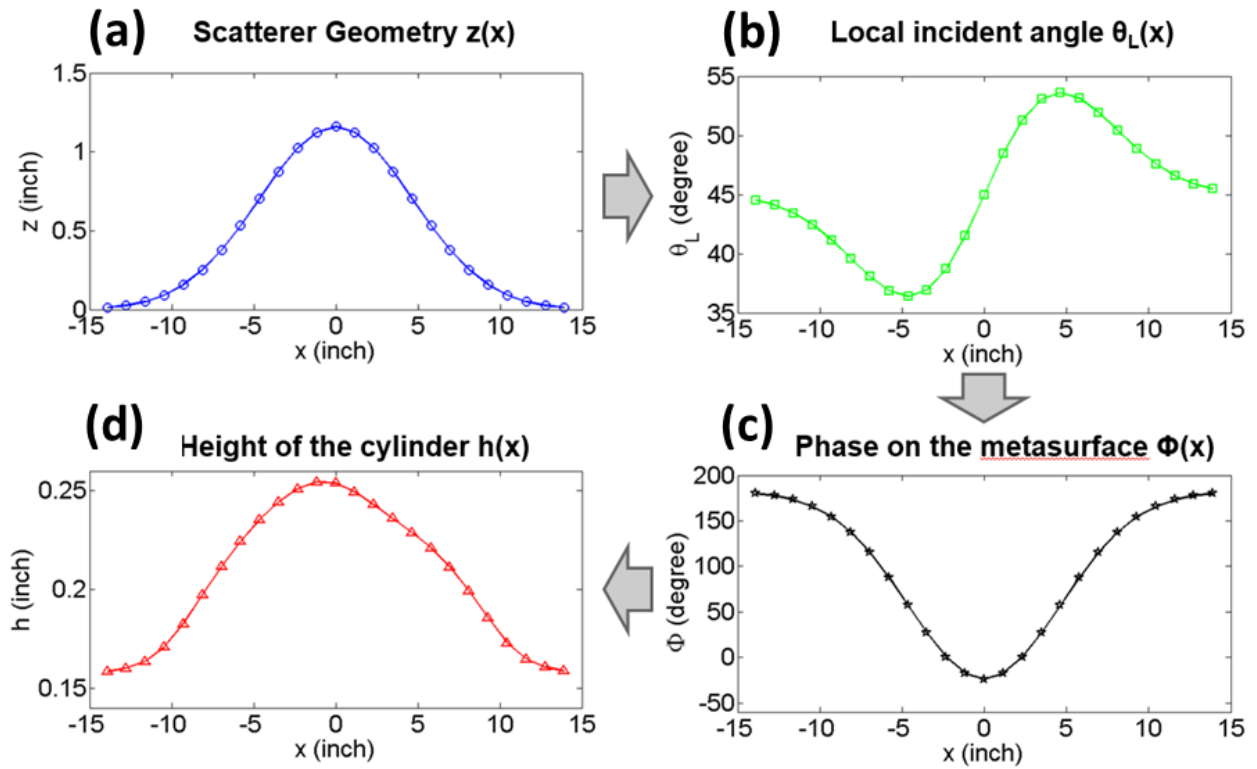 (a) Scatterer Geometry z(x)
1.5
1
0.5
0
z (inch)
-15 -10 -5 0 5 10 15
x (inch)
(b) Local incident angle θL(x)
55
50
45
40
35
θL (degree)
-15 -10 -5 0 5 10 15
x (inch)
(d) Height of the cylinder h(x)
0.25
0.2
0.15
h (inch)
-15 -10 -5 0 5 10 15
x (inch)
(c) Phase on the metasurface Φ(x)
200
150
100
50
0
-50
Φ (degree)
-15 -10 -5 0 5 10 15
x (inch)